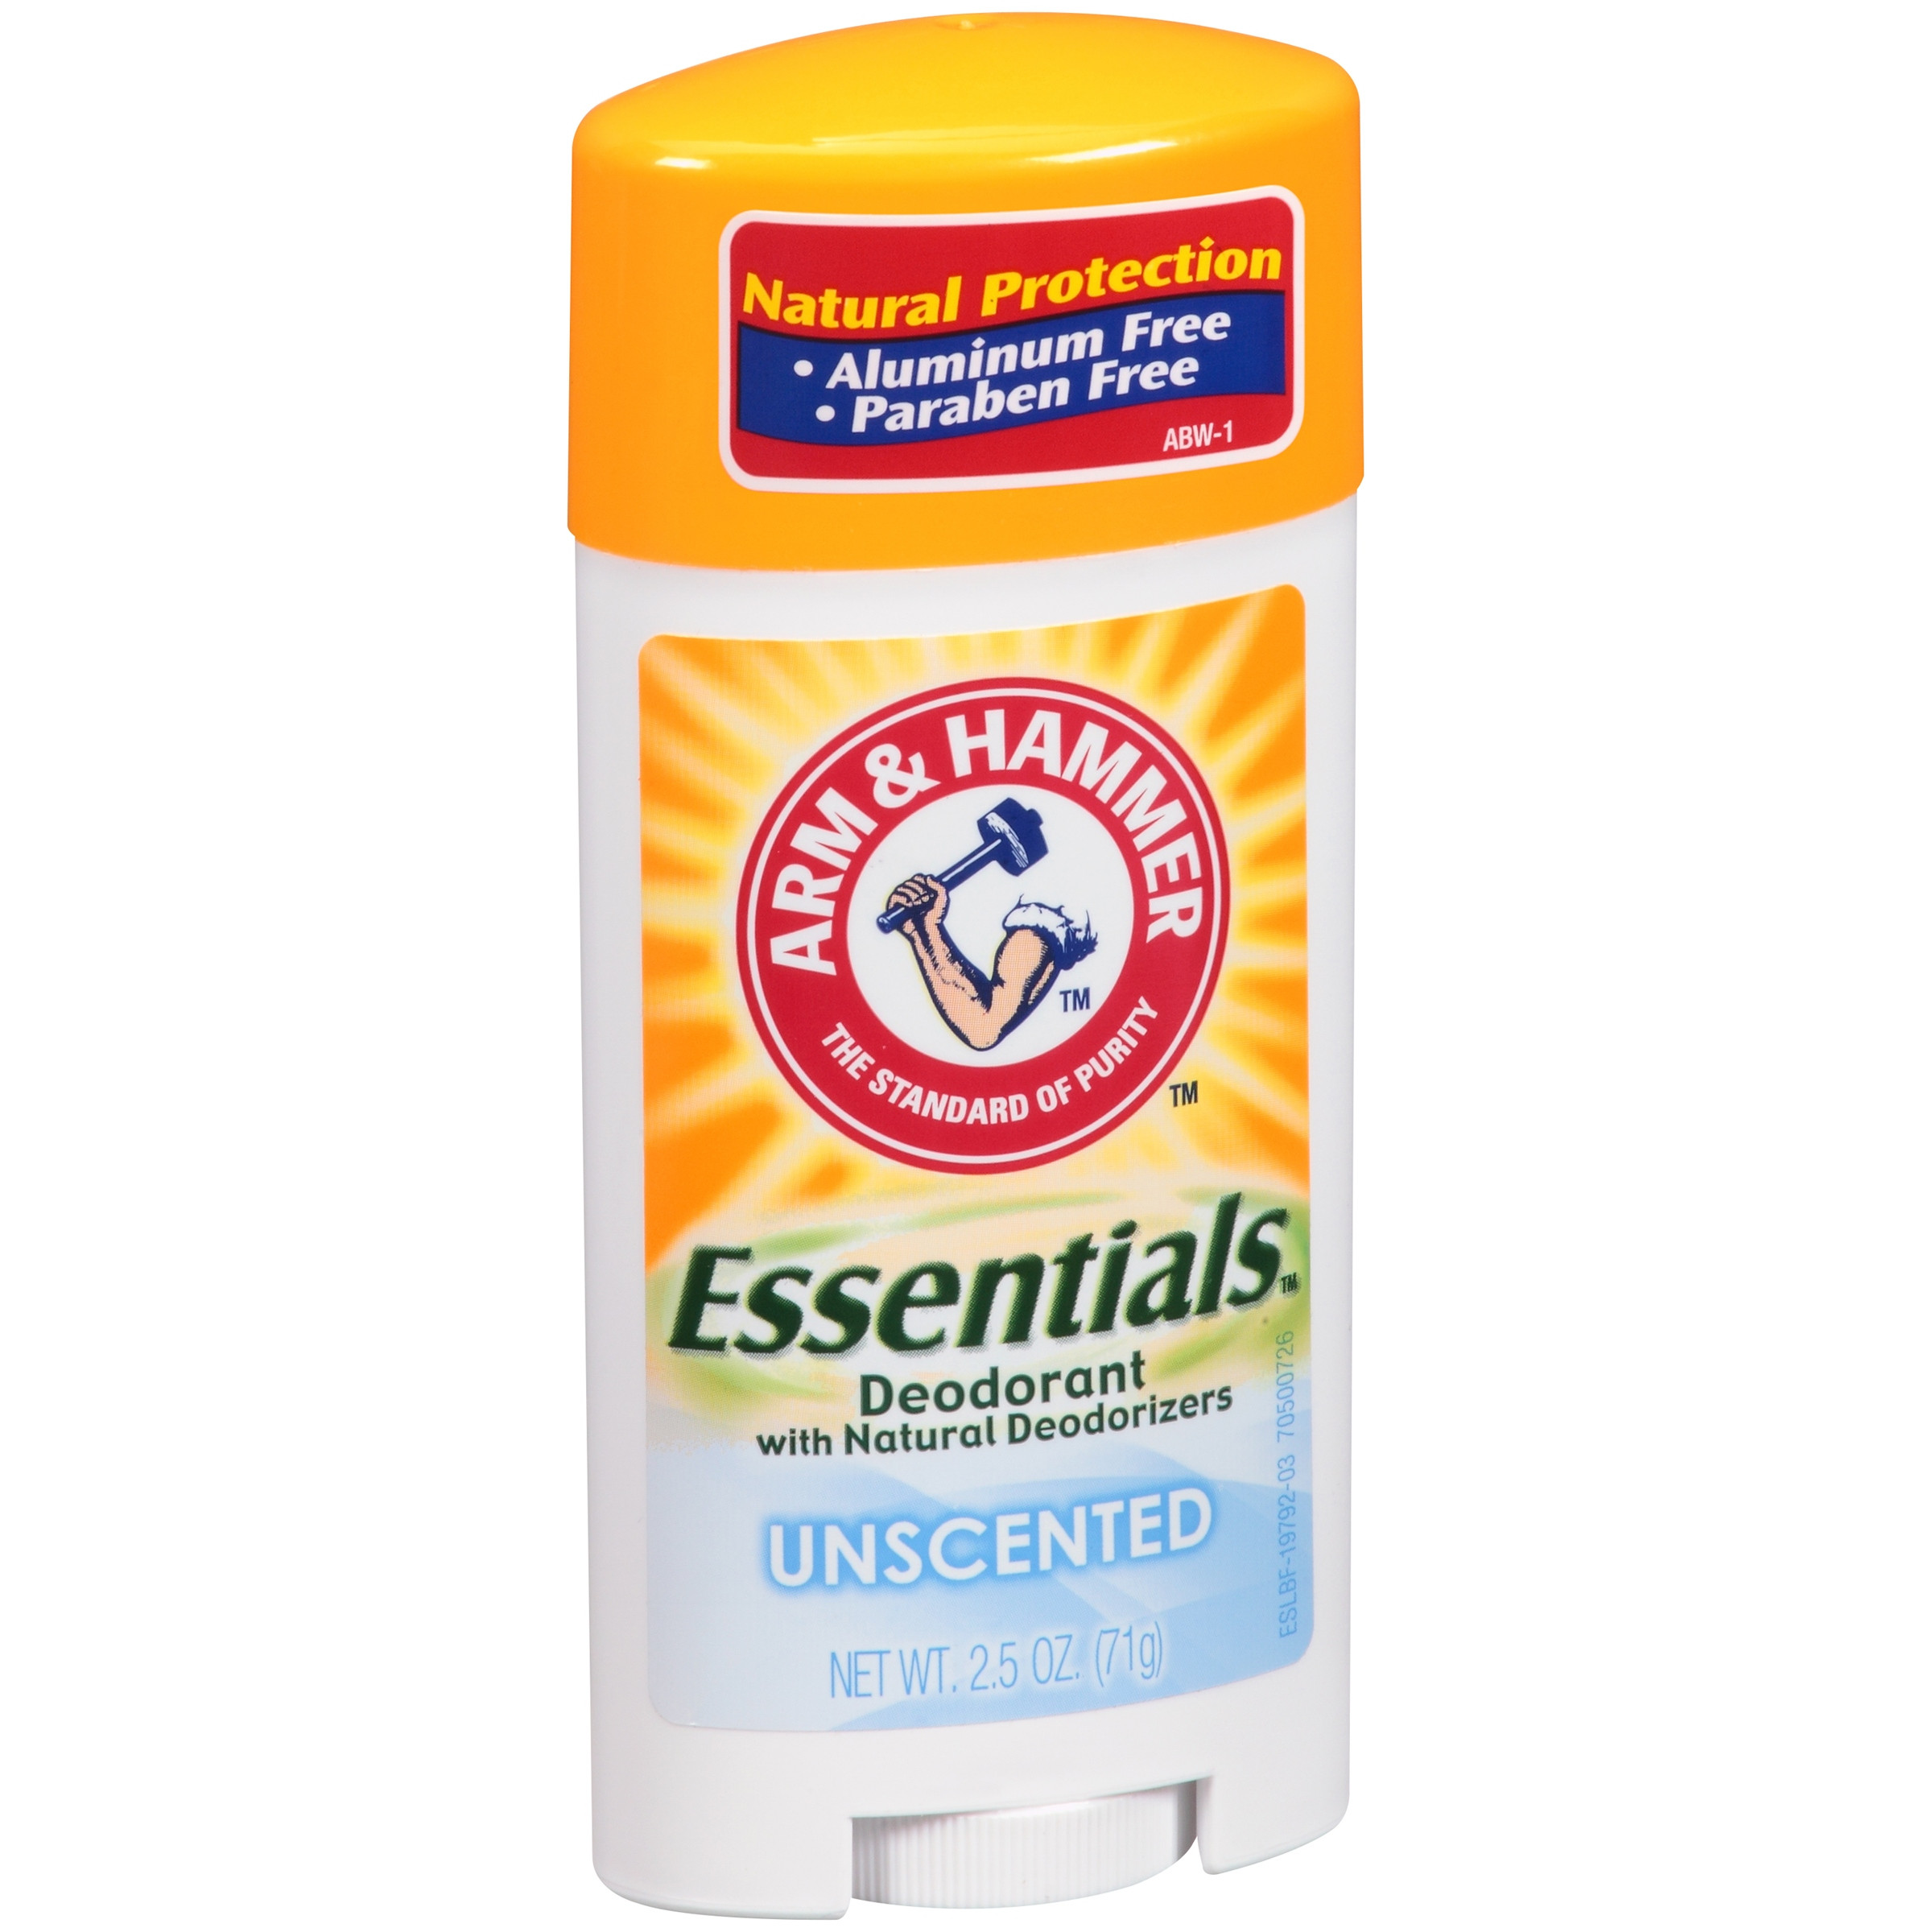 Natural Protection
• Aluminum Free
• Paraben Free
ABW-1
ARM & HAMMER
TM
THE STANDARD OF PURITY
TM
Essentials TM
Deodorant
with Natural Deodorizers
UNSCENTED
NET WT. 2.5 OZ. (71g)
ESLBF-19792-03 70500726